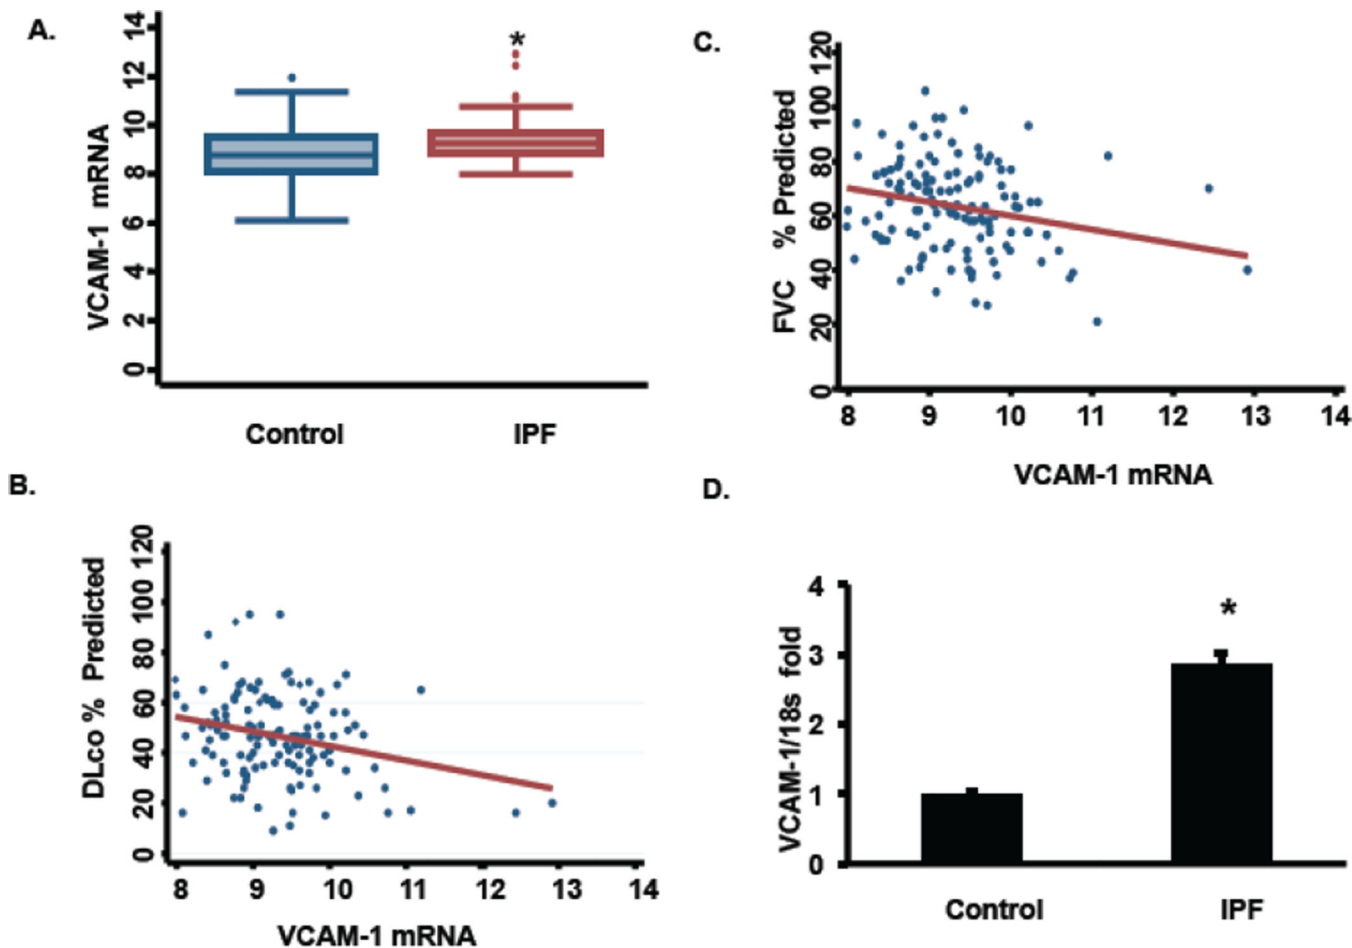 A.
VCAM-1 mRNA
14
12
10
8
6
4
2
0
*
Control IPF
C.
FVC % Predicted
120
100
80
60
40
20
0
8 9 10 11 12 13 14
VCAM-1 mRNA
B.
DLco % Predicted
120
100
80
60
40
20
0
8 9 10 11 12 13 14
VCAM-1 mRNA
D.
VCAM-1/18s fold
4
3
2
1
0
*
Control IPF